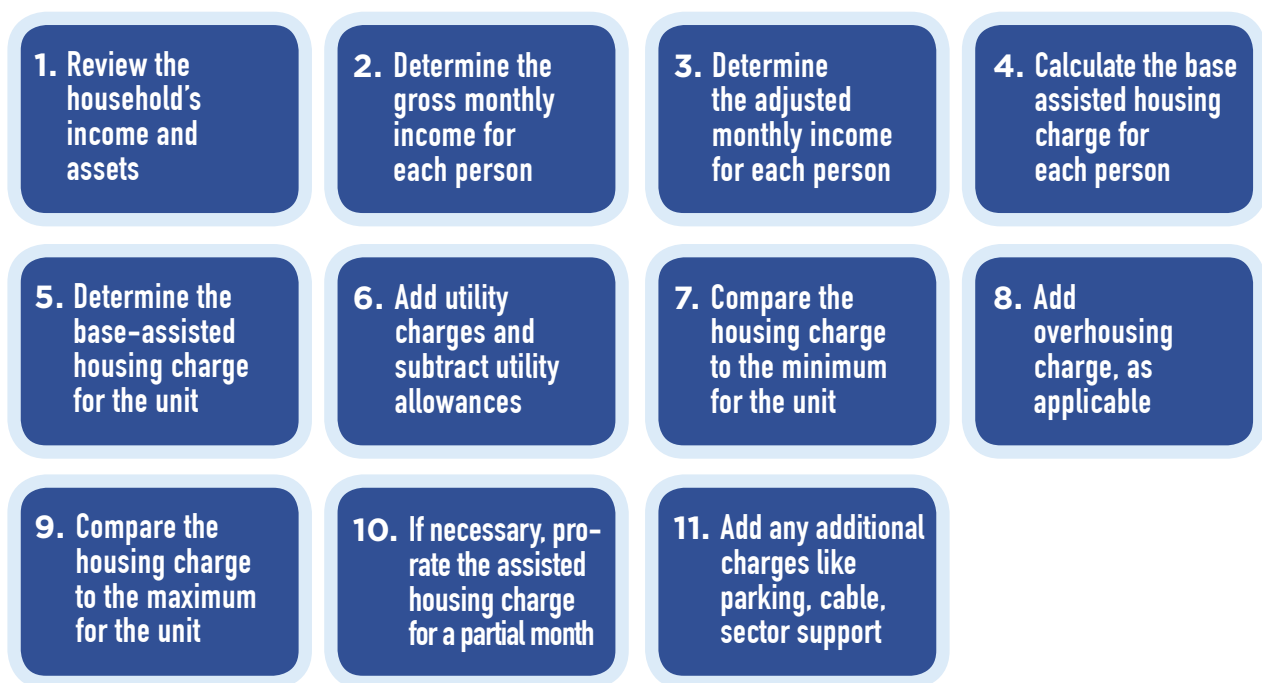 1. Review the
household's
income and
assets
2. Determine the
gross monthly
income for
each person
3. Determine
the adjusted
monthly income
for each person
4. Calculate the base
assisted housing
charge for
each person
5. Determine the
base-assisted
housing charge
for the unit
6. Add utility
charges and
subtract utility
allowances
7. Compare the
housing charge
to the minimum
for the unit
8. Add
overhousing
charge, as
applicable
9. Compare the
housing charge
to the maximum
for the unit
10. If necessary, pro-
rate the assisted
housing charge
for a partial month
11. Add any additional
charges like
parking, cable,
sector support